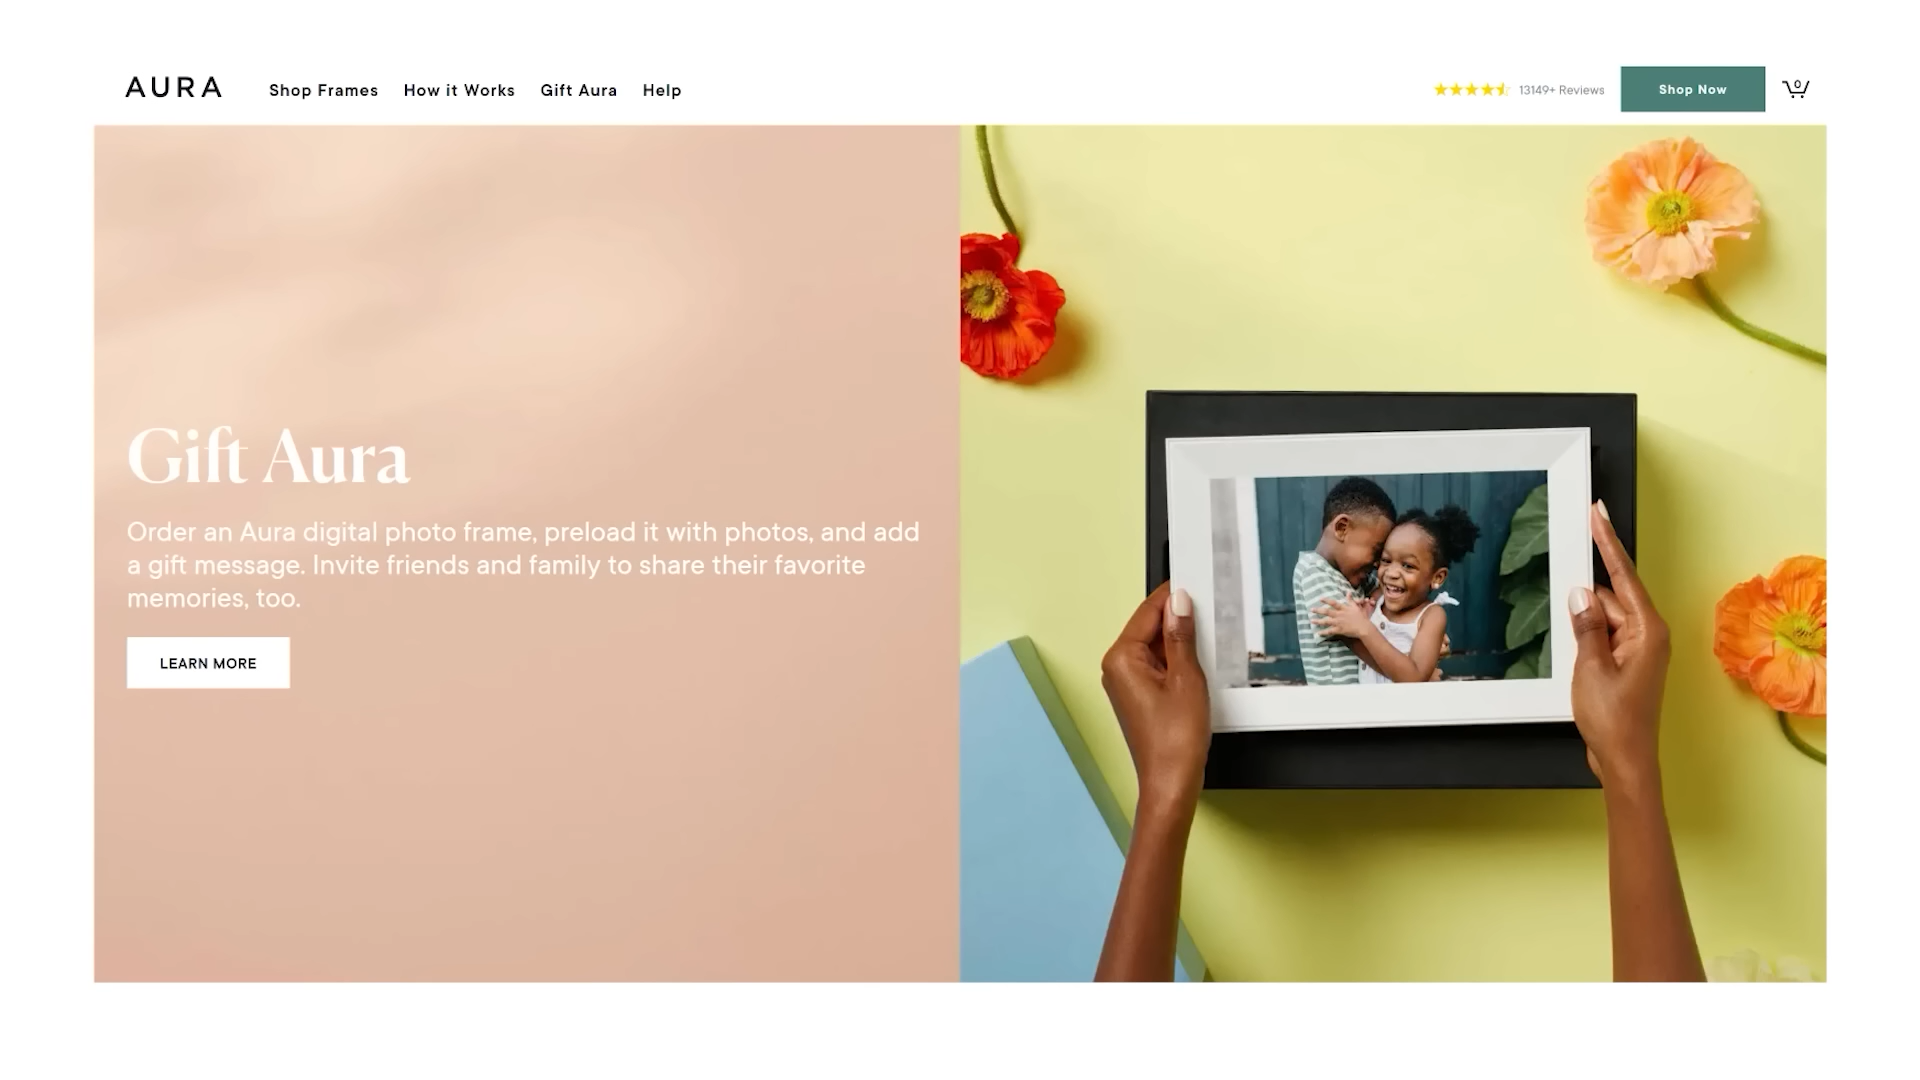 AURA
Shop Frames
How it Works
Gift Aura
Help
13149+ Reviews
Shop Now
0
Gift Aura
Order an Aura digital photo frame, preload it with photos, and add
a gift message. Invite friends and family to share their favorite
memories, too.
LEARN MORE